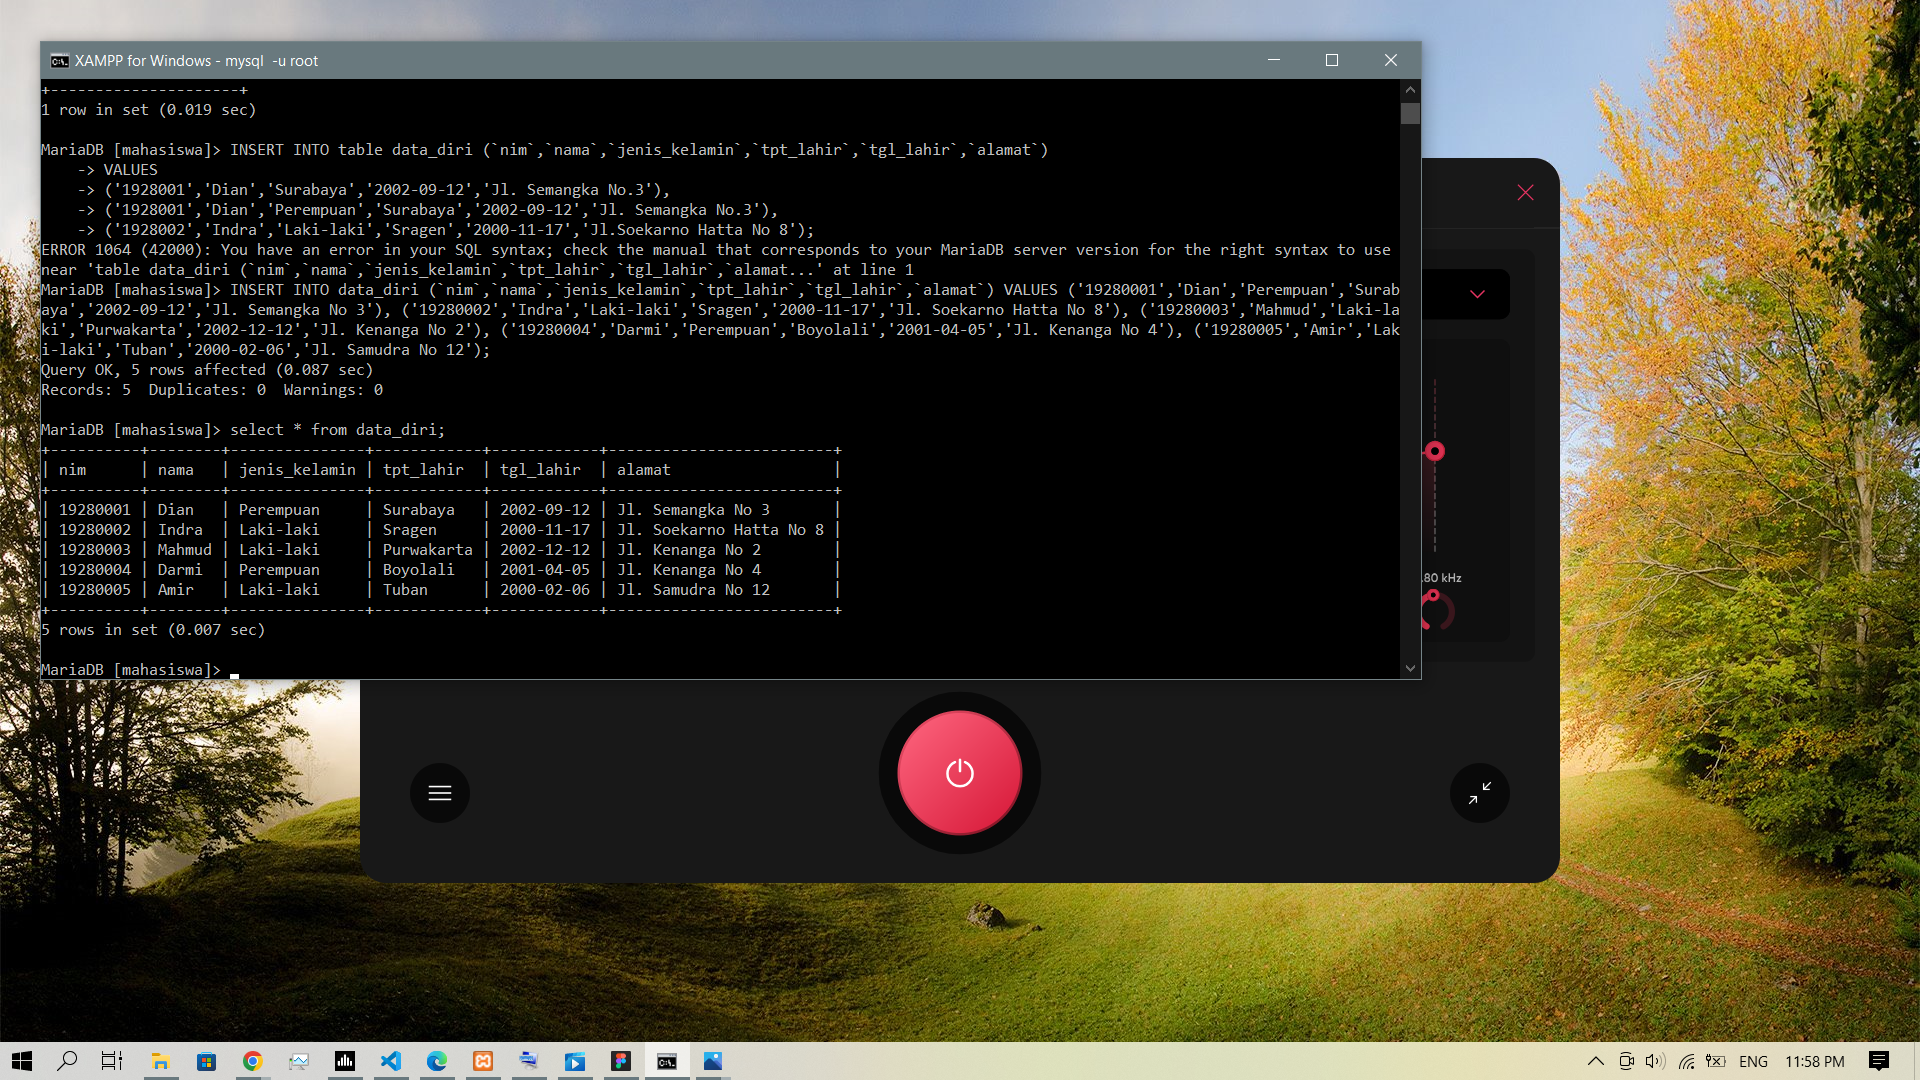 XAMPP for Windows - mysql  -u root
+---------------------+
1 row in set (0.019 sec)
MariaDB [mahasiswa]> INSERT INTO table data_diri (`nim`,`nama`,`jenis_kelamin`,`tpt_lahir`,`tgl_lahir`,`alamat`)
    -> VALUES
    -> ('1928001','Dian','Surabaya','2002-09-12','Jl. Semangka No.3'),
    -> ('1928001','Dian','Perempuan','Surabaya','2002-09-12','Jl. Semangka No.3'),
    -> ('1928002','Indra','Laki-laki','Sragen','2000-11-17','Jl.Soekarno Hatta No 8');
ERROR 1064 (42000): You have an error in your SQL syntax; check the manual that corresponds to your MariaDB server version for the right syntax to use
near 'table data_diri (`nim`,`nama`,`jenis_kelamin`,`tpt_lahir`,`tgl_lahir`,`alamat...' at line 1
MariaDB [mahasiswa]> INSERT INTO data_diri (`nim`,`nama`,`jenis_kelamin`,`tpt_lahir`,`tgl_lahir`,`alamat`) VALUES ('19280001','Dian','Perempuan','Surab
aya','2002-09-12','Jl. Semangka No 3'), ('19280002','Indra','Laki-laki','Sragen','2000-11-17','Jl. Soekarno Hatta No 8'), ('19280003','Mahmud','Laki-la
ki','Purwakarta','2002-12-12','Jl. Kenanga No 2'), ('19280004','Darmi','Perempuan','Boyolali','2001-04-05','Jl. Kenanga No 4'), ('19280005','Amir','Lak
i-laki','Tuban','2000-02-06','Jl. Samudra No 12');
Query OK, 5 rows affected (0.087 sec)
Records: 5  Duplicates: 0  Warnings: 0
MariaDB [mahasiswa]> select * from data_diri;
+----------+--------+---------------+------------+------------+-------------------------+
| nim      | nama   | jenis_kelamin | tpt_lahir  | tgl_lahir  | alamat                  |
+----------+--------+---------------+------------+------------+-------------------------+
| 19280001 | Dian   | Perempuan     | Surabaya   | 2002-09-12 | Jl. Semangka No 3       |
| 19280002 | Indra  | Laki-laki     | Sragen     | 2000-11-17 | Jl. Soekarno Hatta No 8 |
| 19280003 | Mahmud | Laki-laki     | Purwakarta | 2002-12-12 | Jl. Kenanga No 2        |
| 19280004 | Darmi  | Perempuan     | Boyolali   | 2001-04-05 | Jl. Kenanga No 4        |
| 19280005 | Amir   | Laki-laki     | Tuban      | 2000-02-06 | Jl. Samudra No 12       |
+----------+--------+---------------+------------+------------+-------------------------+
5 rows in set (0.007 sec)
MariaDB [mahasiswa]>
.80 kHz
ENG
11:58 PM